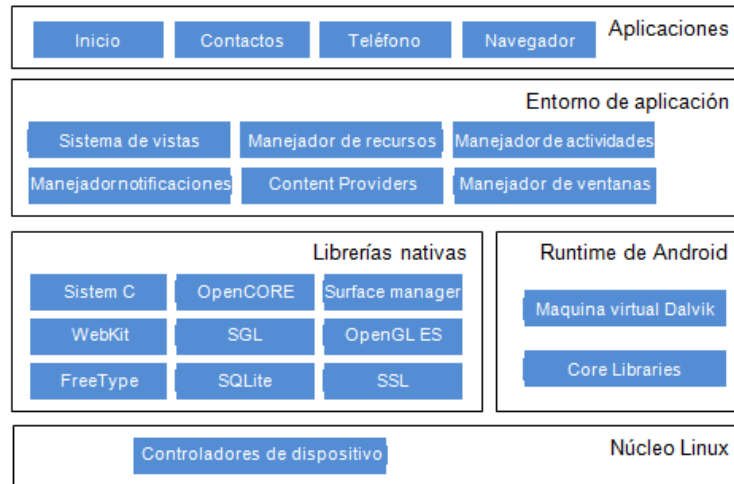 Aplicaciones
Inicio
Contactos
Teléfono
Navegador
Entorno de aplicación
Sistema de vistas
Manejador de recursos
Manejador de actividades
Manejador notificaciones
Content Providers
Manejador de ventanas
Librerías nativas
Sistem C
OpenCORE
Surface manager
WebKit
SGL
OpenGL ES
FreeType
SQLite
SSL
Runtime de Android
Maquina virtual Dalvik
Core Libraries
Núcleo Linux
Controladores de dispositivo